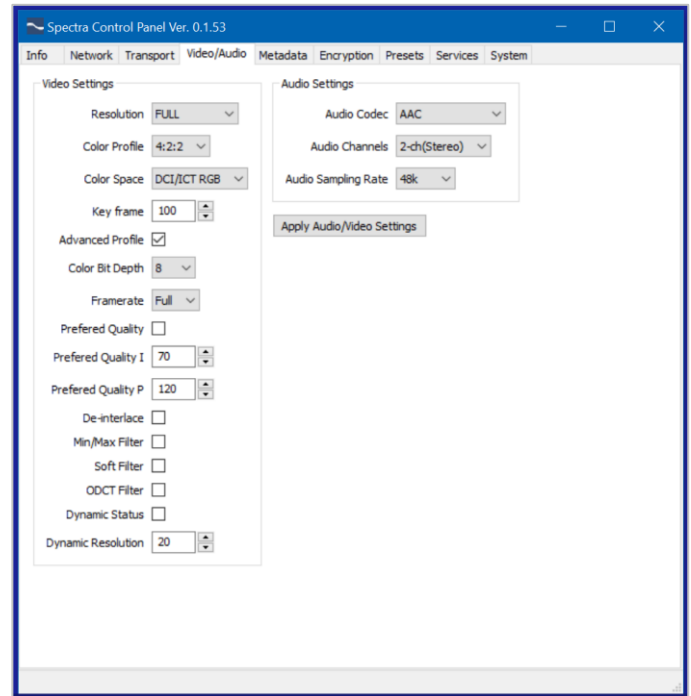 Spectra Control Panel Ver. 0.1.53
Info Network Transport Video/Audio Metadata Encryption Presets Services System
Video Settings
Resolution FULL
Color Profile 4:2:2
Color Space DCI/ICT RGB
Key frame 100
Advanced Profile
Color Bit Depth 8
Framerate Full
Prefered Quality
Prefered Quality I 70
Prefered Quality P 120
De-interlace
Min/Max Filter
Soft Filter
ODCT Filter
Dynamic Status
Dynamic Resolution 20
Audio Settings
Audio Codec AAC
Audio Channels 2-ch(Stereo)
Audio Sampling Rate 48k
Apply Audio/Video Settings